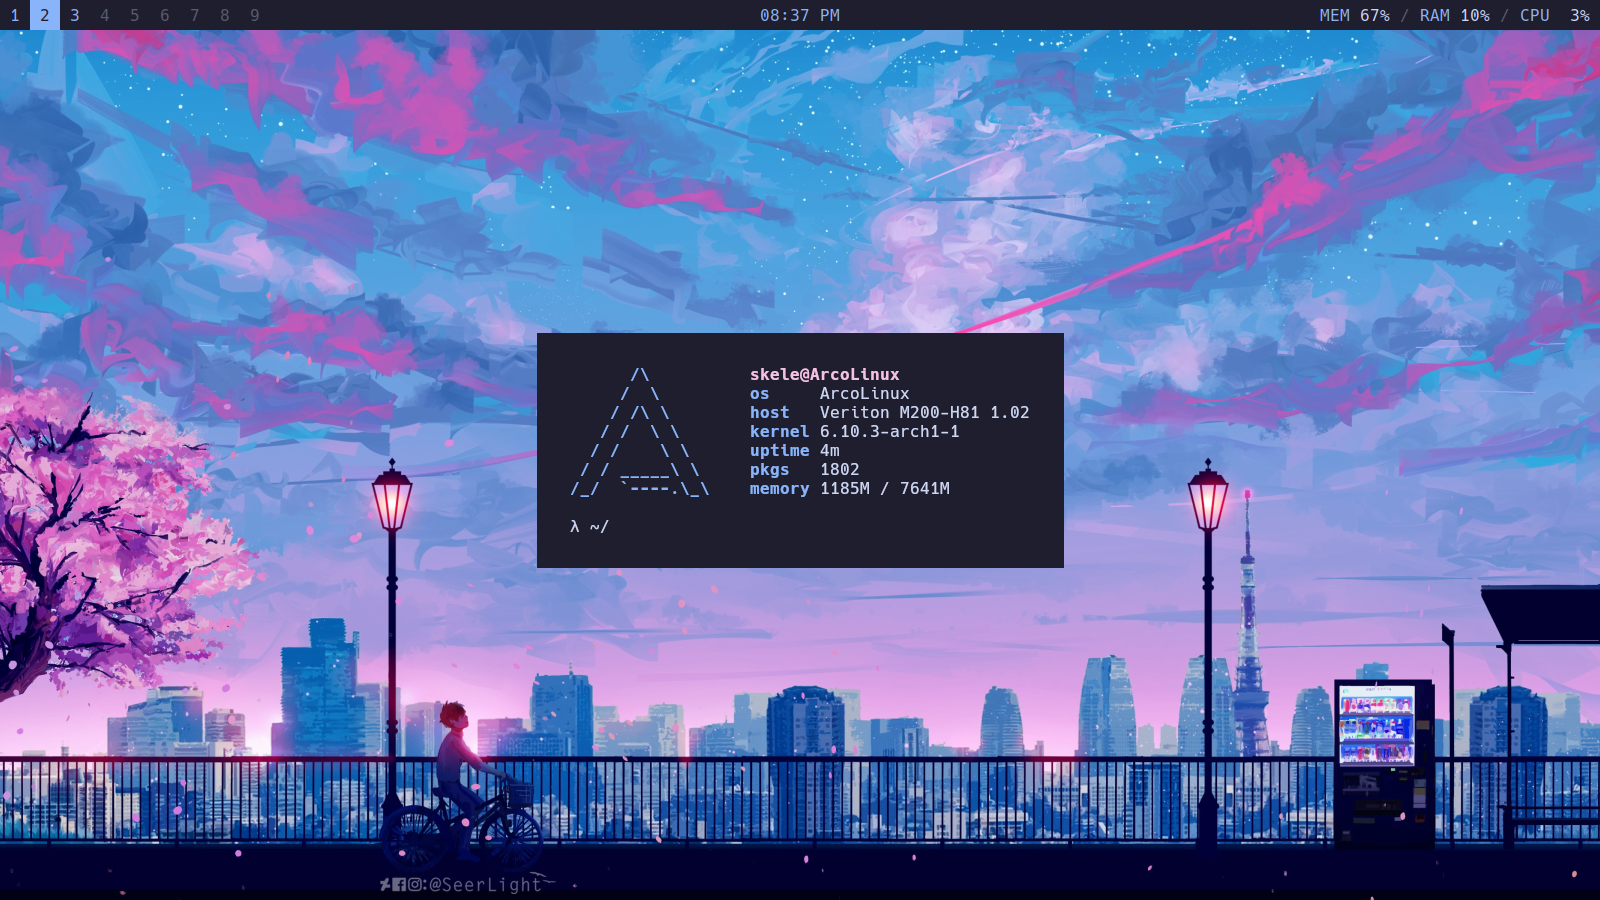 1 2 3 4 5 6 7 8 9 08:37 PM MEM 67% / RAM 10% / CPU 3%
/\ skele@ArcoLinux
/  \ os ArcoLinux
/ /\ \ host Veriton M200-H81 1.02
/ /  \ \ kernel 6.10.3-arch1-1
/ /    \ \ uptime 4m
/ / _____\ \ pkgs 1802
/_/  `----.\_\ memory 1185M / 7641M
λ ~/
:@SeerLight